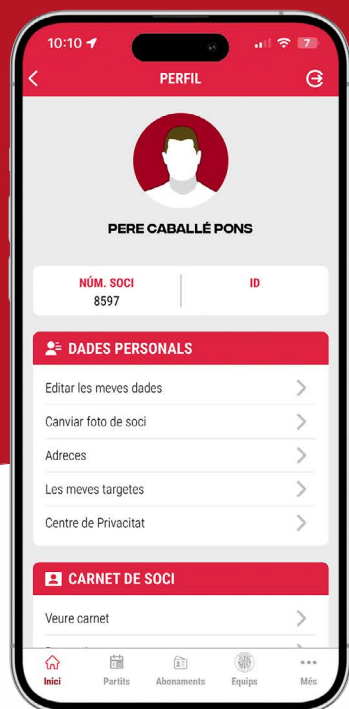 10:10
7
PERFIL
PERE CABALLÉ PONS
NÚM. SOCI
ID
8597
DADES PERSONALS
Editar les meves dades
Canviar foto de soci
Adreces
Les meves targetes
Centre de Privacitat
CARNET DE SOCI
Veure carnet
Inici
Partits
Abonaments
Equips
Més